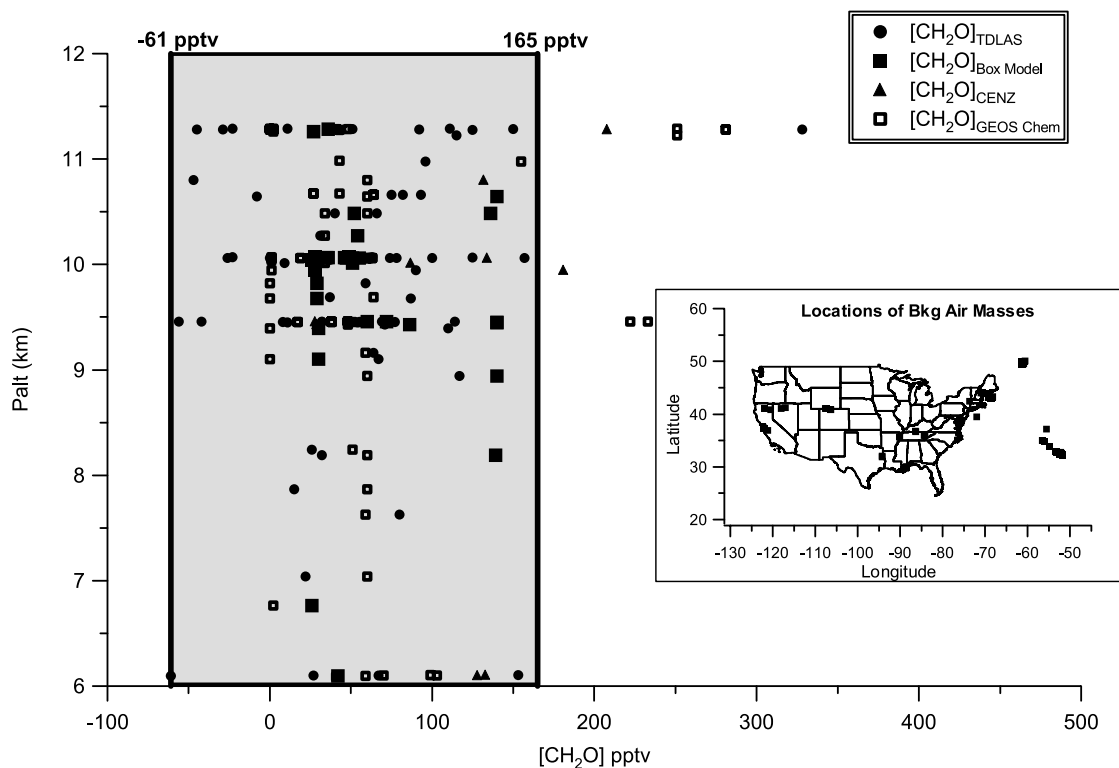 -61 pptv
165 pptv
[CH2O]TDLAS
[CH2O]Box Model
[CH2O]CENZ
[CH2O]GEOS Chem
12
11
10
9
8
7
6
Palt (km)
-100
0
100
200
300
400
500
[CH2O] pptv
Locations of Bkg Air Masses
60
50
40
30
20
Latitude
-130
-120
-110
-100
-90
-80
-70
-60
-50
Longitude